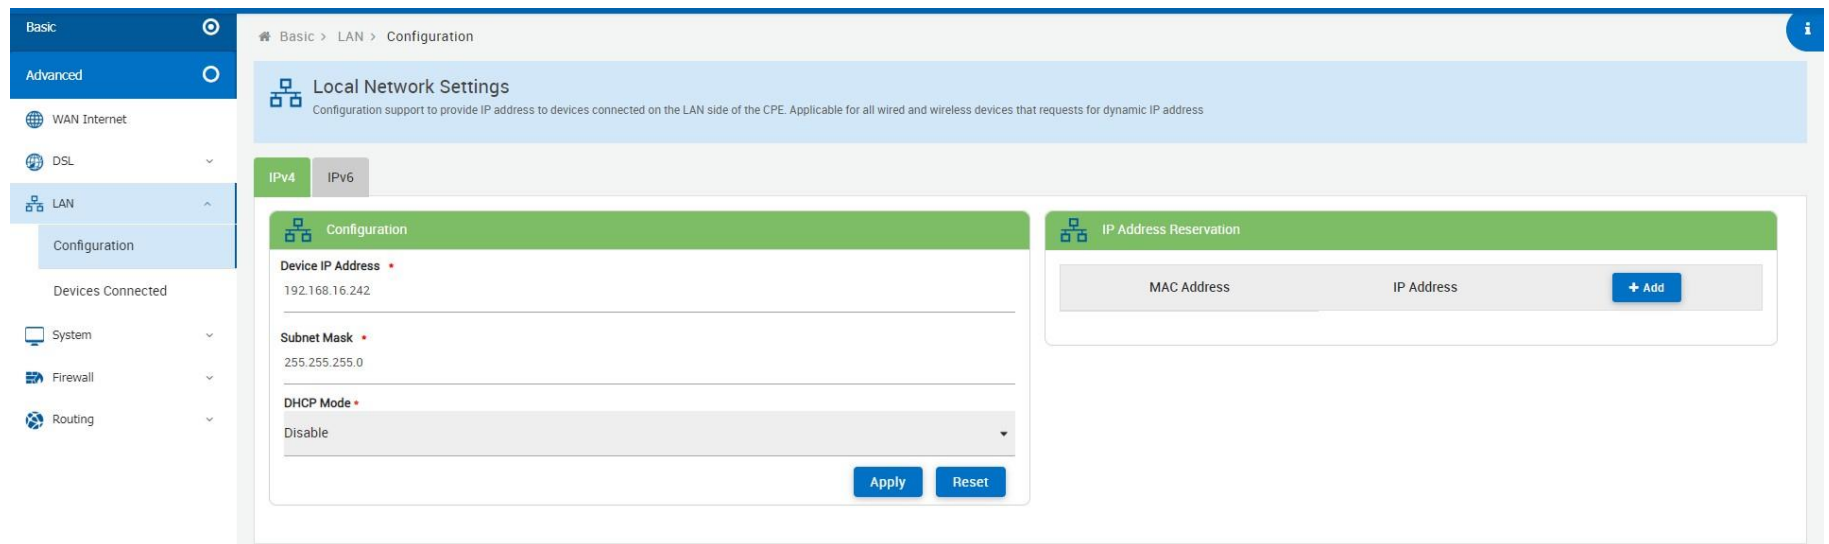 Basic
Advanced
WAN Internet
DSL
LAN
Configuration
Devices Connected
System
Firewall
Routing
Basic > LAN > Configuration
i
Local Network Settings
Configuration support to provide IP address to devices connected on the LAN side of the CPE. Applicable for all wired and wireless devices that requests for dynamic IP address
IPv4 IPv6
Configuration
Device IP Address •
192.168.16.242
Subnet Mask •
255.255.255.0
DHCP Mode •
Disable
Apply Reset
IP Address Reservation
MAC Address IP Address + Add